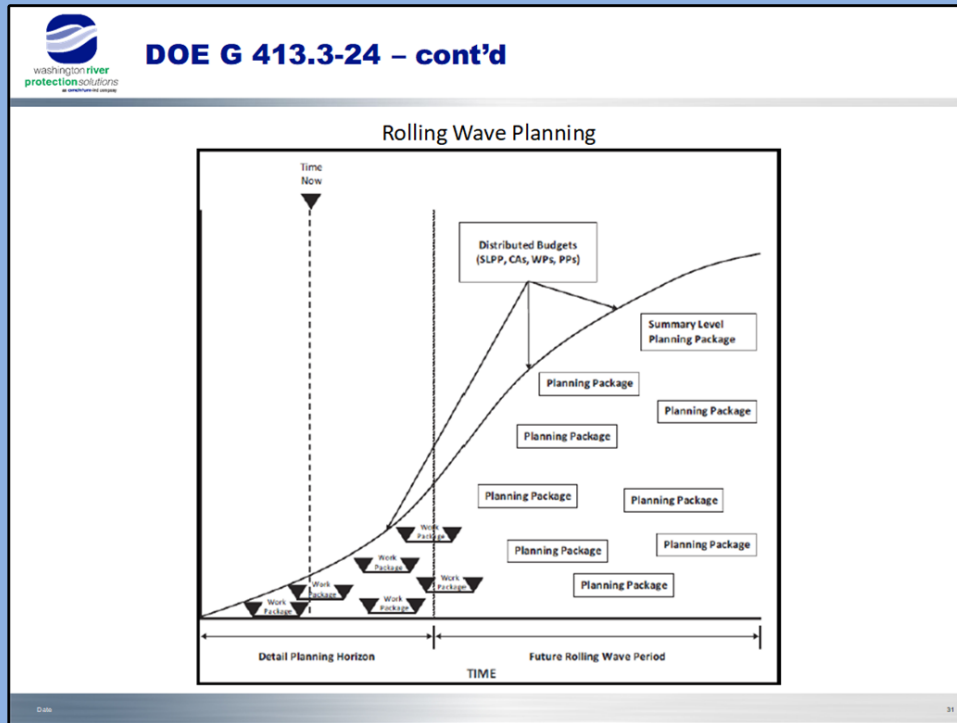 washington river
protection solutions
DOE G 413.3-24 – cont’d
Rolling Wave Planning
Time
Now
Distributed Budgets
(SLPP, CAs, WPs, PPs)
Summary Level
Planning Package
Planning Package
Planning Package
Planning Package
Planning Package
Planning Package
Planning Package
Planning Package
Planning Package
Work
Package
Work
Package
Work
Package
Work
Package
Work
Package
Work
Package
Detail Planning Horizon
Future Rolling Wave Period
TIME
Date
31